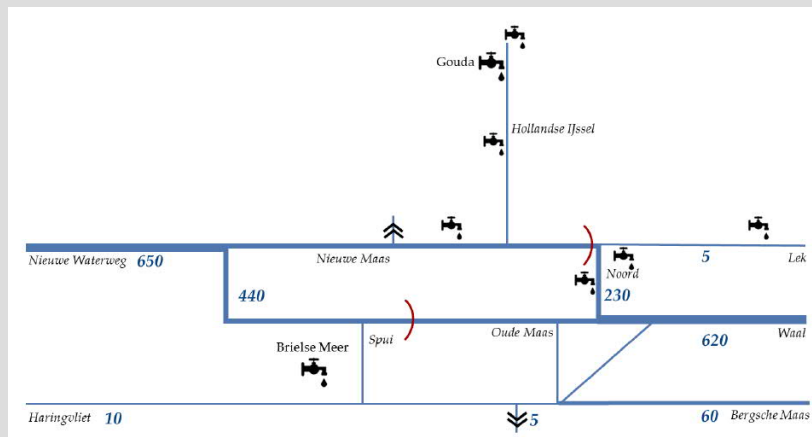 Gouda
Hollandse IJssel
Nieuwe Waterweg 650
Nieuwe Maas
Noord
5
Lek
440
230
Brielse Meer
Spui
Oude Maas
620
Waal
Haringvliet 10
5
60 Bergsche Maas